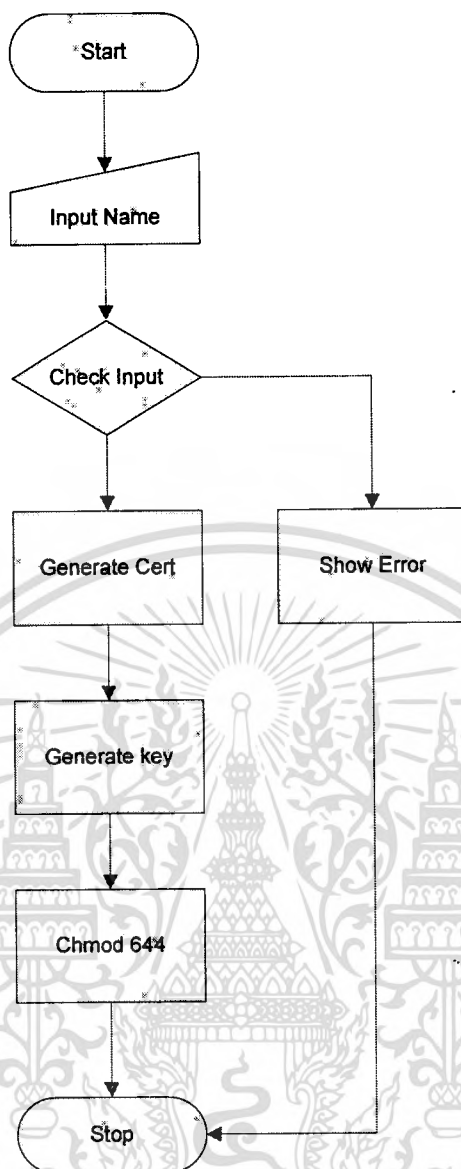 Start
Input Name
Check Input
Generate Cert
Show Error
Generate key
Chmod 644
Stop